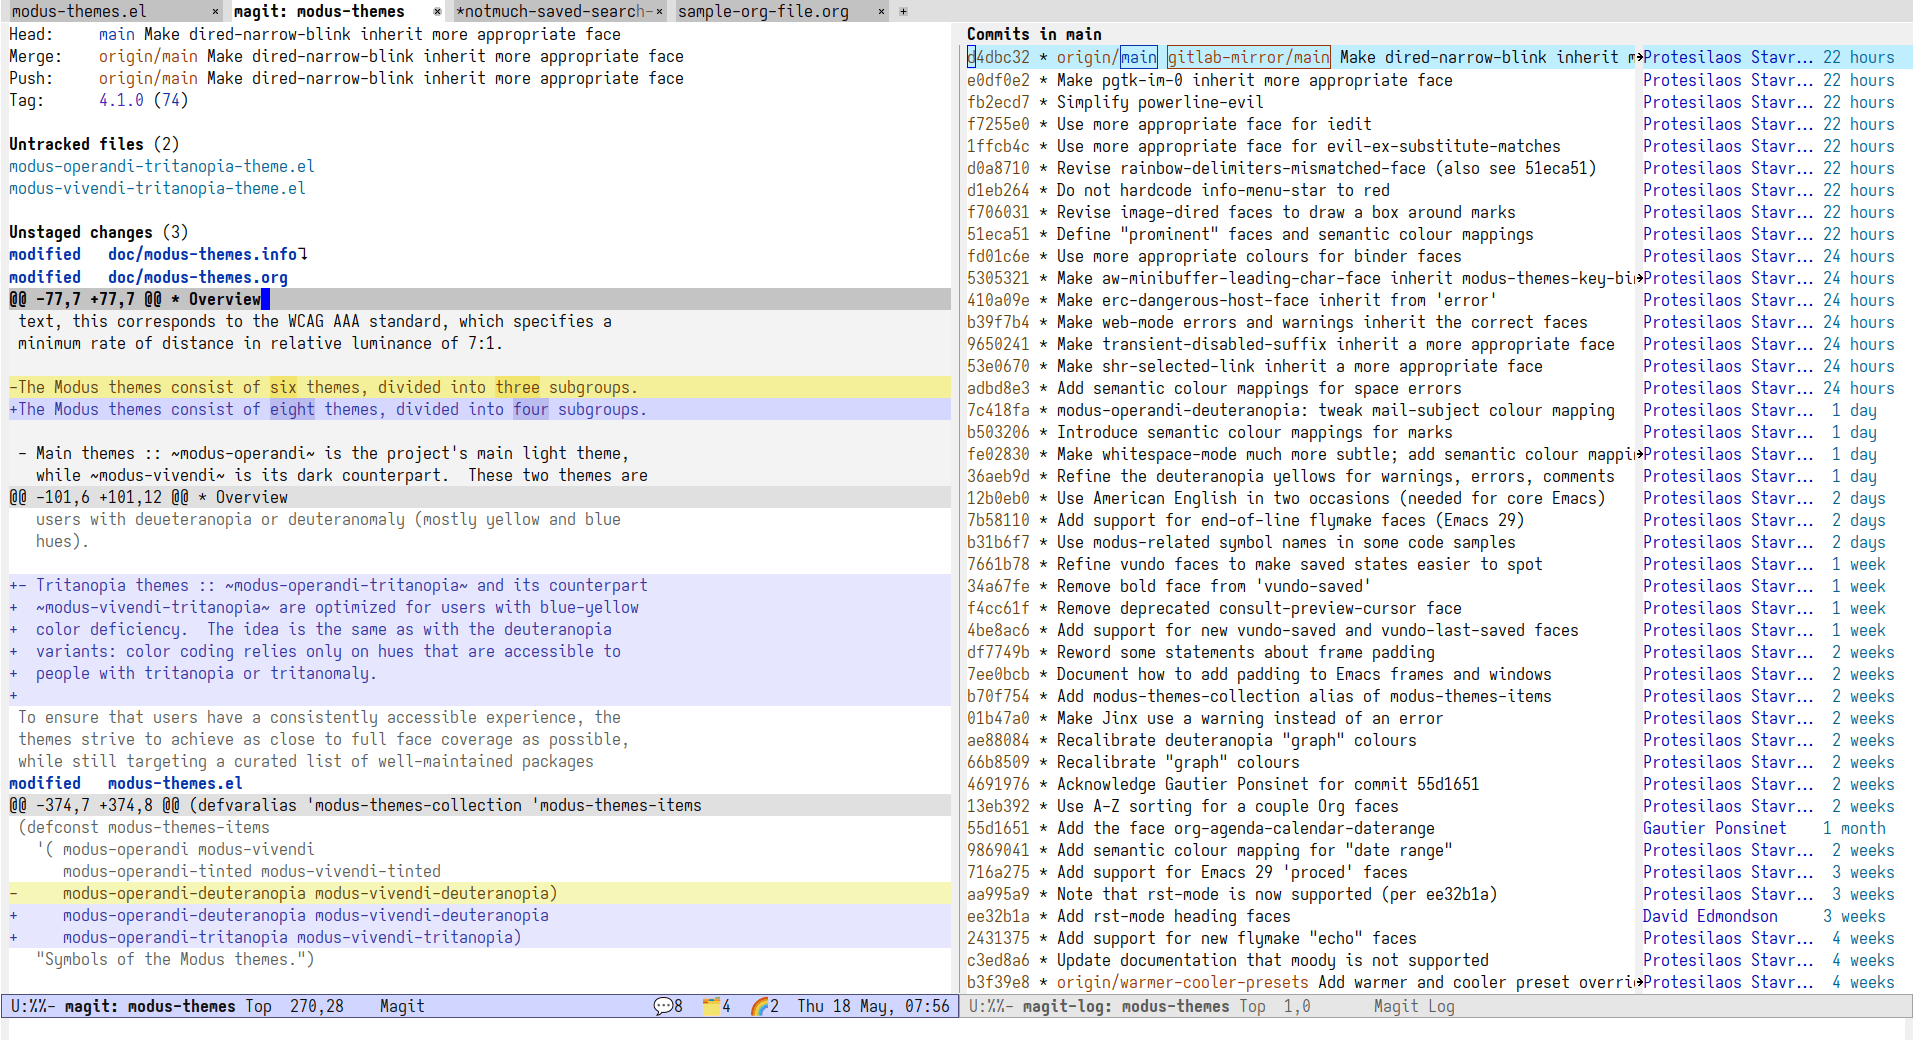 modus-themes.el × magit: modus-themes × *notmuch-saved-search- × sample-org-file.org × +
Head:     main Make dired-narrow-blink inherit more appropriate face
Merge:    origin/main Make dired-narrow-blink inherit more appropriate face
Push:     origin/main Make dired-narrow-blink inherit more appropriate face
Tag:      4.1.0 (74)
Untracked files (2)
modus-operandi-tritanopia-theme.el
modus-vivendi-tritanopia-theme.el
Unstaged changes (3)
modified   doc/modus-themes.info
modified   doc/modus-themes.org
@@ -77,7 +77,7 @@ * Overview
 text, this corresponds to the WCAG AAA standard, which specifies a
 minimum rate of distance in relative luminance of 7:1.
-The Modus themes consist of six themes, divided into three subgroups.
+The Modus themes consist of eight themes, divided into four subgroups.
 - Main themes :: ~modus-operandi~ is the project's main light theme,
   while ~modus-vivendi~ is its dark counterpart.  These two themes are
@@ -101,6 +101,12 @@ * Overview
   users with deueteranopia or deuteranomaly (mostly yellow and blue
   hues).
+- Tritanopia themes :: ~modus-operandi-tritanopia~ and its counterpart
+  ~modus-vivendi-tritanopia~ are optimized for users with blue-yellow
+  color deficiency.  The idea is the same as with the deuteranopia
+  variants: color coding relies only on hues that are accessible to
+  people with tritanopia or tritanomaly.
+
 To ensure that users have a consistently accessible experience, the
 themes strive to achieve as close to full face coverage as possible,
 while still targeting a curated list of well-maintained packages
modified   modus-themes.el
@@ -374,7 +374,8 @@ (defvaralias 'modus-themes-collection 'modus-themes-items
 (defconst modus-themes-items
   '( modus-operandi modus-vivendi
      modus-operandi-tinted modus-vivendi-tinted
-     modus-operandi-deuteranopia modus-vivendi-deuteranopia)
+     modus-operandi-deuteranopia modus-vivendi-deuteranopia
+     modus-operandi-tritanopia modus-vivendi-tritanopia)
   "Symbols of the Modus themes.")
U:%%- magit: modus-themes Top  270,28    Magit    8  4  2  Thu 18 May, 07:56
Commits in main
d4dbc32 * origin/main gitlab-mirror/main Make dired-narrow-blink inherit m Protesilaos Stavr... 22 hours
e0df0e2 * Make pgtk-im-0 inherit more appropriate face Protesilaos Stavr... 22 hours
fb2ecd7 * Simplify powerline-evil Protesilaos Stavr... 22 hours
f7255e0 * Use more appropriate face for iedit Protesilaos Stavr... 22 hours
1ffcb4c * Use more appropriate face for evil-ex-substitute-matches Protesilaos Stavr... 22 hours
d0a8710 * Revise rainbow-delimiters-mismatched-face (also see 51eca51) Protesilaos Stavr... 22 hours
d1eb264 * Do not hardcode info-menu-star to red Protesilaos Stavr... 22 hours
f706031 * Revise image-dired faces to draw a box around marks Protesilaos Stavr... 22 hours
51eca51 * Define "prominent" faces and semantic colour mappings Protesilaos Stavr... 22 hours
fd01c6e * Use more appropriate colours for binder faces Protesilaos Stavr... 24 hours
5305321 * Make aw-minibuffer-leading-char-face inherit modus-themes-key-bin Protesilaos Stavr... 24 hours
410a09e * Make erc-dangerous-host-face inherit from 'error' Protesilaos Stavr... 24 hours
b39f7b4 * Make web-mode errors and warnings inherit the correct faces Protesilaos Stavr... 24 hours
9650241 * Make transient-disabled-suffix inherit a more appropriate face Protesilaos Stavr... 24 hours
53e0670 * Make shr-selected-link inherit a more appropriate face Protesilaos Stavr... 24 hours
adbd8e3 * Add semantic colour mappings for space errors Protesilaos Stavr... 24 hours
7c418fa * modus-operandi-deuteranopia: tweak mail-subject colour mapping Protesilaos Stavr... 1 day
b503206 * Introduce semantic colour mappings for marks Protesilaos Stavr... 1 day
fe02830 * Make whitespace-mode much more subtle; add semantic colour mappin Protesilaos Stavr... 1 day
36aeb9d * Refine the deuteranopia yellows for warnings, errors, comments Protesilaos Stavr... 1 day
12b0eb0 * Use American English in two occasions (needed for core Emacs) Protesilaos Stavr... 2 days
7b58110 * Add support for end-of-line flymake faces (Emacs 29) Protesilaos Stavr... 2 days
b31b6f7 * Use modus-related symbol names in some code samples Protesilaos Stavr... 2 days
7661b78 * Refine vundo faces to make saved states easier to spot Protesilaos Stavr... 1 week
34a67fe * Remove bold face from 'vundo-saved' Protesilaos Stavr... 1 week
f4cc61f * Remove deprecated consult-preview-cursor face Protesilaos Stavr... 1 week
4be8ac6 * Add support for new vundo-saved and vundo-last-saved faces Protesilaos Stavr... 1 week
df7749b * Reword some statements about frame padding Protesilaos Stavr... 2 weeks
7ee0bcb * Document how to add padding to Emacs frames and windows Protesilaos Stavr... 2 weeks
b70f754 * Add modus-themes-collection alias of modus-themes-items Protesilaos Stavr... 2 weeks
01b47a0 * Make Jinx use a warning instead of an error Protesilaos Stavr... 2 weeks
ae88084 * Recalibrate deuteranopia "graph" colours Protesilaos Stavr... 2 weeks
66b8509 * Recalibrate "graph" colours Protesilaos Stavr... 2 weeks
4691976 * Acknowledge Gautier Ponsinet for commit 55d1651 Protesilaos Stavr... 2 weeks
13eb392 * Use A-Z sorting for a couple Org faces Protesilaos Stavr... 2 weeks
55d1651 * Add the face org-agenda-calendar-daterange Gautier Ponsinet 1 month
9869041 * Add semantic colour mapping for "date range" Protesilaos Stavr... 2 weeks
716a275 * Add support for Emacs 29 'proced' faces Protesilaos Stavr... 3 weeks
aa995a9 * Note that rst-mode is now supported (per ee32b1a) Protesilaos Stavr... 3 weeks
ee32b1a * Add rst-mode heading faces David Edmondson 3 weeks
2431375 * Add support for new flymake "echo" faces Protesilaos Stavr... 4 weeks
c3ed8a6 * Update documentation that moody is not supported Protesilaos Stavr... 4 weeks
b3f39e8 * origin/warmer-cooler-presets Add warmer and cooler preset overri Protesilaos Stavr... 4 weeks
U:%%- magit-log: modus-themes Top  1,0       Magit Log